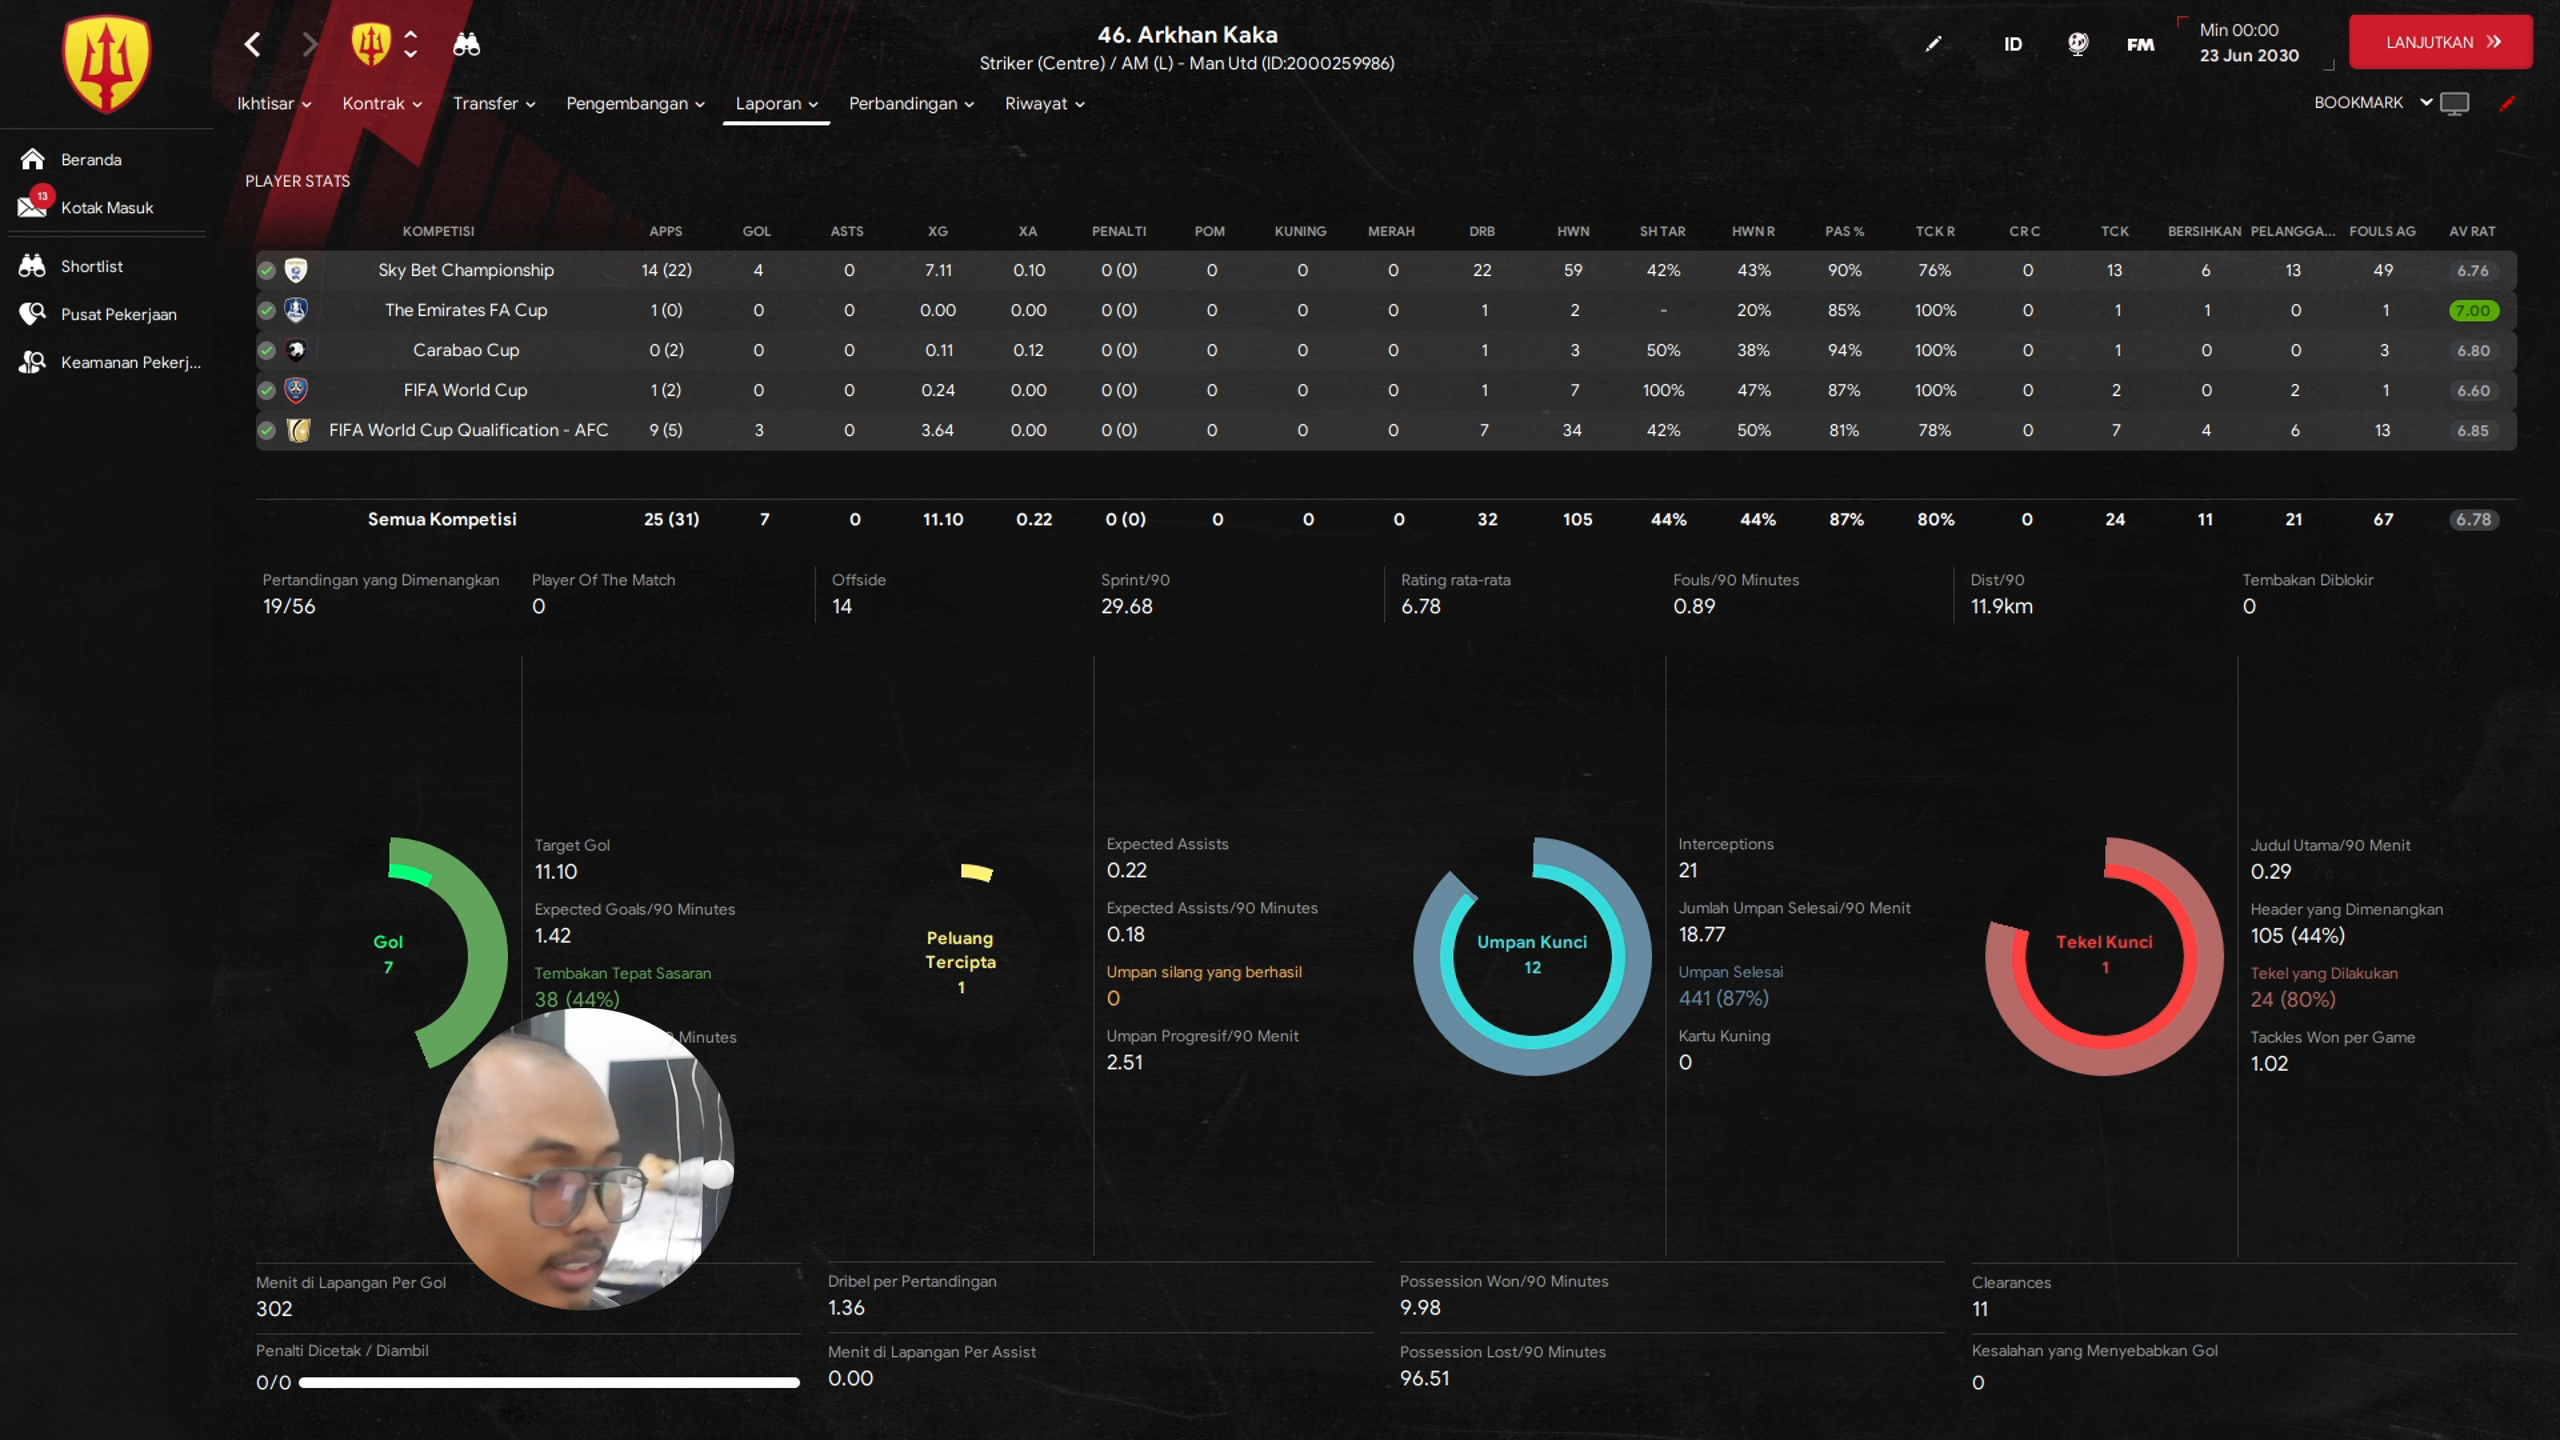 46. Arkhan Kaka
Striker (Centre) / AM (L) - Man Utd (ID:2000259986)
ID
FM
Min 00:00
23 Jun 2030
LANJUTKAN
Ikhtisar
Kontrak
Transfer
Pengembangan
Laporan
Perbandingan
Riwayat
BOOKMARK
Beranda
13
Kotak Masuk
Shortlist
Pusat Pekerjaan
Keamanan Pekerj...
PLAYER STATS
KOMPETISI APPS GOL ASTS XG XA PENALTI POM KUNING MERAH DRB HWN SH TAR HWN R PAS % TCK R CR C TCK BERSIHKAN PELANGGA... FOULS AG AV RAT
Sky Bet Championship 14 (22) 4 0 7.11 0.10 0 (0) 0 0 0 22 59 42% 43% 90% 76% 0 13 6 13 49 6.76
The Emirates FA Cup 1 (0) 0 0 0.00 0.00 0 (0) 0 0 0 1 2 - 20% 85% 100% 0 1 1 0 1 7.00
Carabao Cup 0 (2) 0 0 0.11 0.12 0 (0) 0 0 0 1 3 50% 38% 94% 100% 0 1 0 0 3 6.80
FIFA World Cup 1 (2) 0 0 0.24 0.00 0 (0) 0 0 0 1 7 100% 47% 87% 100% 0 2 0 2 1 6.60
FIFA World Cup Qualification - AFC 9 (5) 3 0 3.64 0.00 0 (0) 0 0 0 7 34 42% 50% 81% 78% 0 7 4 6 13 6.85
Semua Kompetisi 25 (31) 7 0 11.10 0.22 0 (0) 0 0 0 32 105 44% 44% 87% 80% 0 24 11 21 67 6.78
Pertandingan yang Dimenangkan
19/56
Player Of The Match
0
Offside
14
Sprint/90
29.68
Rating rata-rata
6.78
Fouls/90 Minutes
0.89
Dist/90
11.9km
Tembakan Diblokir
0
Gol
7
Target Gol
11.10
Expected Goals/90 Minutes
1.42
Tembakan Tepat Sasaran
38 (44%)
Minutes
Peluang
Tercipta
1
Expected Assists
0.22
Expected Assists/90 Minutes
0.18
Umpan silang yang berhasil
0
Umpan Progresif/90 Menit
2.51
Umpan Kunci
12
Interceptions
21
Jumlah Umpan Selesai/90 Menit
18.77
Umpan Selesai
441 (87%)
Kartu Kuning
0
Tekel Kunci
1
Judul Utama/90 Menit
0.29
Header yang Dimenangkan
105 (44%)
Tekel yang Dilakukan
24 (80%)
Tackles Won per Game
1.02
Menit di Lapangan Per Gol
302
Penalti Dicetak / Diambil
0/0
Dribel per Pertandingan
1.36
Menit di Lapangan Per Assist
0.00
Possession Won/90 Minutes
9.98
Possession Lost/90 Minutes
96.51
Clearances
11
Kesalahan yang Menyebabkan Gol
0